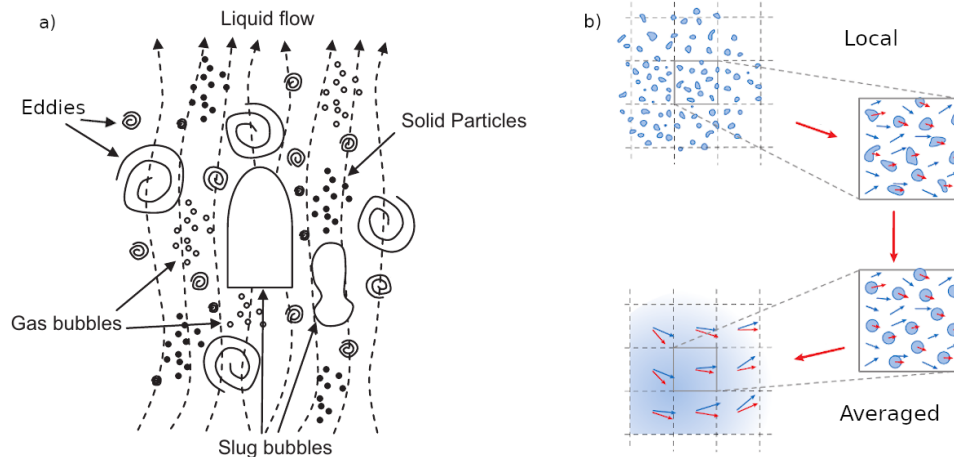 a)
Liquid flow
Eddies
Solid Particles
Gas bubbles
Slug bubbles
b)
Local
Averaged